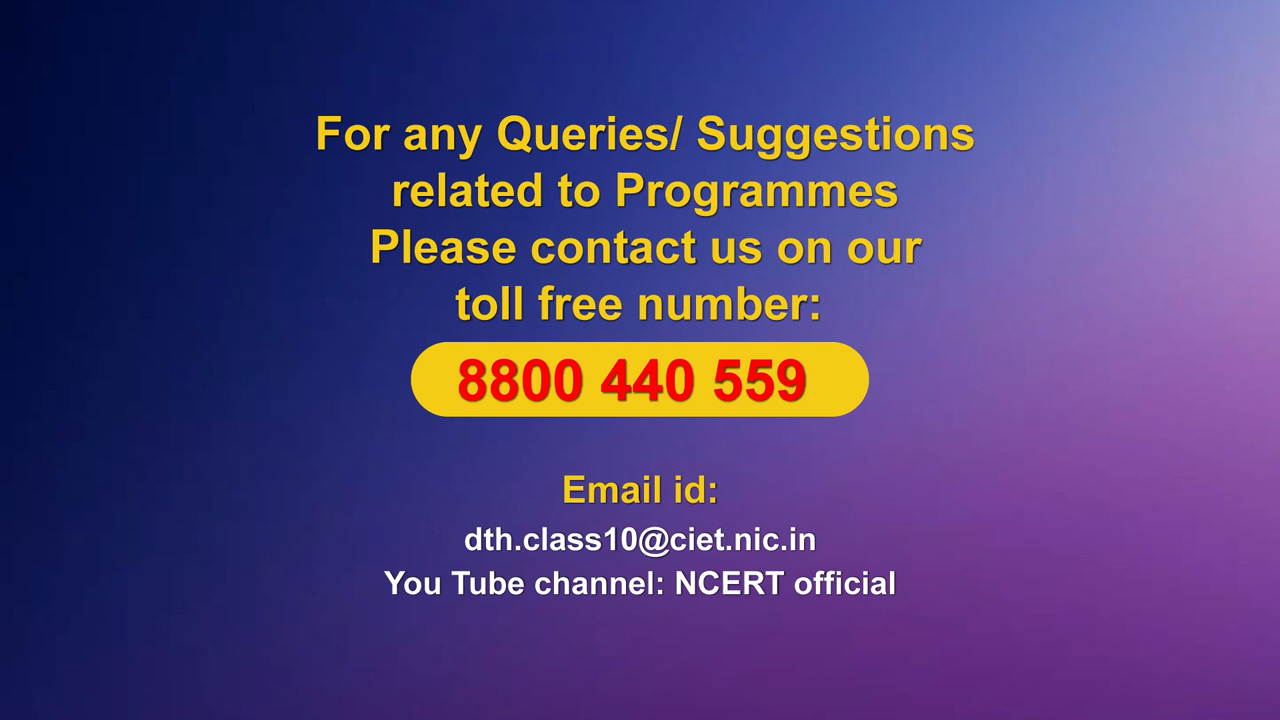 For any Queries/ Suggestions
related to Programmes
Please contact us on our
toll free number:
8800 440 559
Email id:
dth.class10@ciet.nic.in
You Tube channel: NCERT official